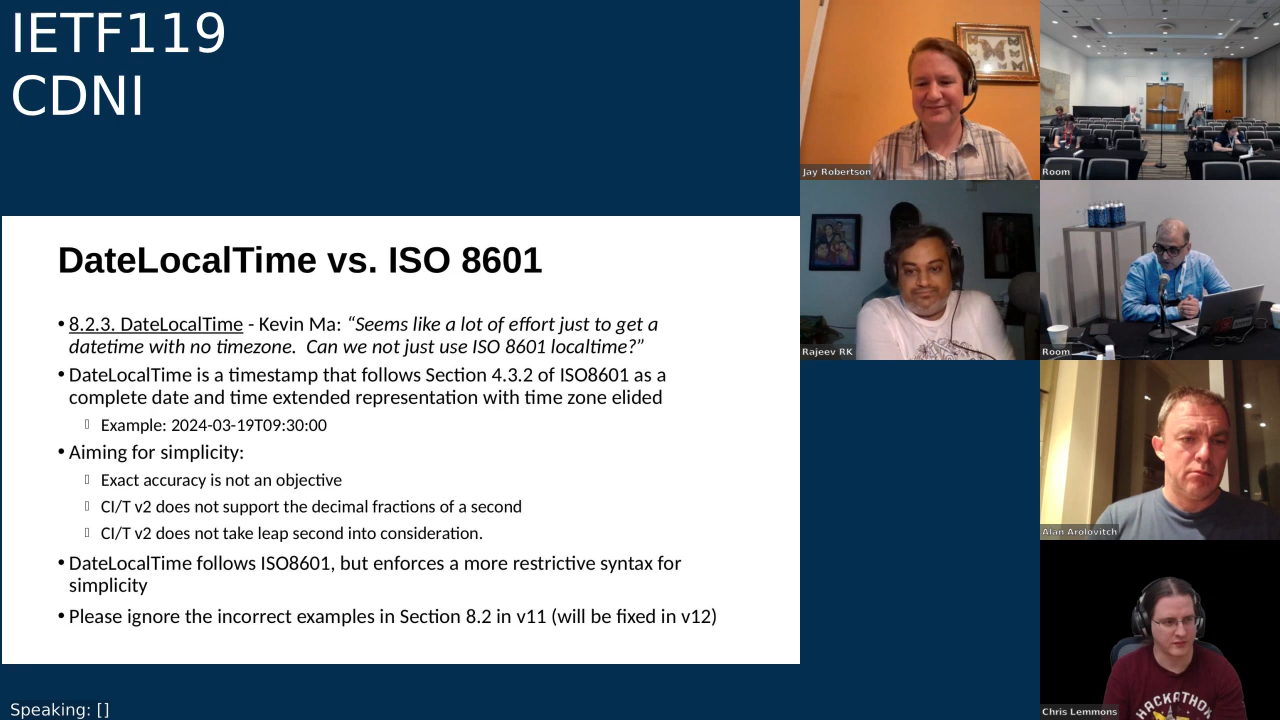 IETF119
CDNI
DateLocalTime vs. ISO 8601
• 8.2.3. DateLocalTime - Kevin Ma: “Seems like a lot of effort just to get a
datetime with no timezone.  Can we not just use ISO 8601 localtime?”
• DateLocalTime is a timestamp that follows Section 4.3.2 of ISO8601 as a
complete date and time extended representation with time zone elided
Example: 2024-03-19T09:30:00
• Aiming for simplicity:
Exact accuracy is not an objective
CI/T v2 does not support the decimal fractions of a second
CI/T v2 does not take leap second into consideration.
• DateLocalTime follows ISO8601, but enforces a more restrictive syntax for
simplicity
• Please ignore the incorrect examples in Section 8.2 in v11 (will be fixed in v12)
Speaking: []
Jay Robertson
Room
Rajeev RK
Room
Alan Arolovitch
HACKATHON
Chris Lemmons